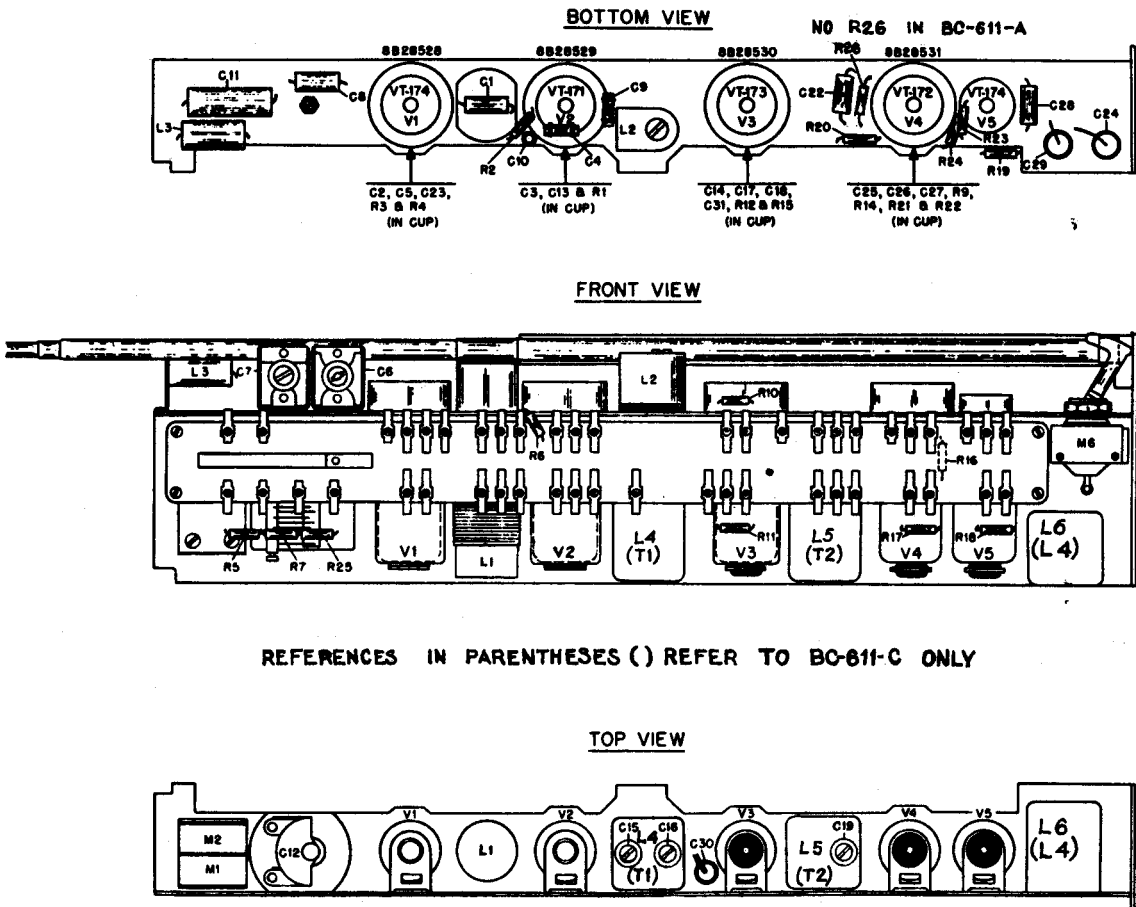 BOTTOM VIEW
NO R26 IN BC-611-A
8B28528
8B28529
8B28530
8B28531
R26
C11
C8
VT-174
V1
C1
VT-171
V2
C9
VT-173
V3
C22
VT-172
V4
VT-174
V5
C28
C24
L3
L2
R2
C10
C4
R20
R24
R23
R19
C29
C2, C5, C23,
R3 & R4
(IN CUP)
C3, C13 & R1
(IN CUP)
C14, C17, C18,
C31, R12 & R15
(IN CUP)
C25, C26, C27, R9,
R14, R21 & R22
(IN CUP)
FRONT VIEW
L3
C7
C6
L2
R10
M6
R6
R16
R5
R7
R25
V1
L1
V2
L4
(T1)
R11
V3
L5
(T2)
R17
V4
R18
V5
L6
(L4)
REFERENCES IN PARENTHESES () REFER TO BC-611-C ONLY
TOP VIEW
M2
M1
C12
V1
L1
V2
C15
L4
C16
(T1)
C30
V3
L5
(T2)
C19
V4
V5
L6
(L4)